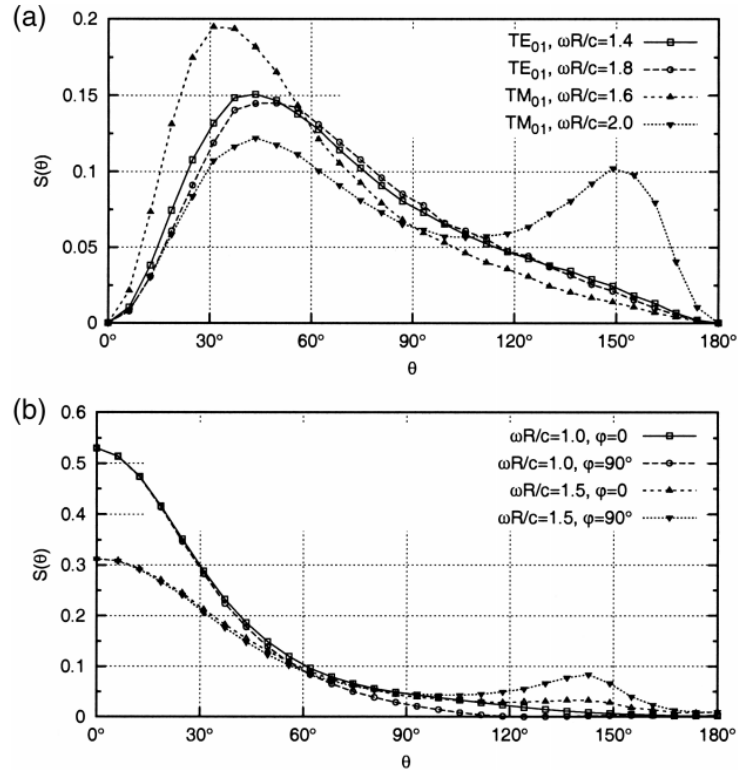 (a)
0.2
0.15
0.1
0.05
0
S(θ)
TE01, ωR/c=1.4
TE01, ωR/c=1.8
TM01, ωR/c=1.6
TM01, ωR/c=2.0
0° 30° 60° 90° 120° 150° 180°
θ
(b)
0.6
0.5
0.4
0.3
0.2
0.1
0
S(θ)
ωR/c=1.0, φ=0
ωR/c=1.0, φ=90°
ωR/c=1.5, φ=0
ωR/c=1.5, φ=90°
0° 30° 60° 90° 120° 150° 180°
θ